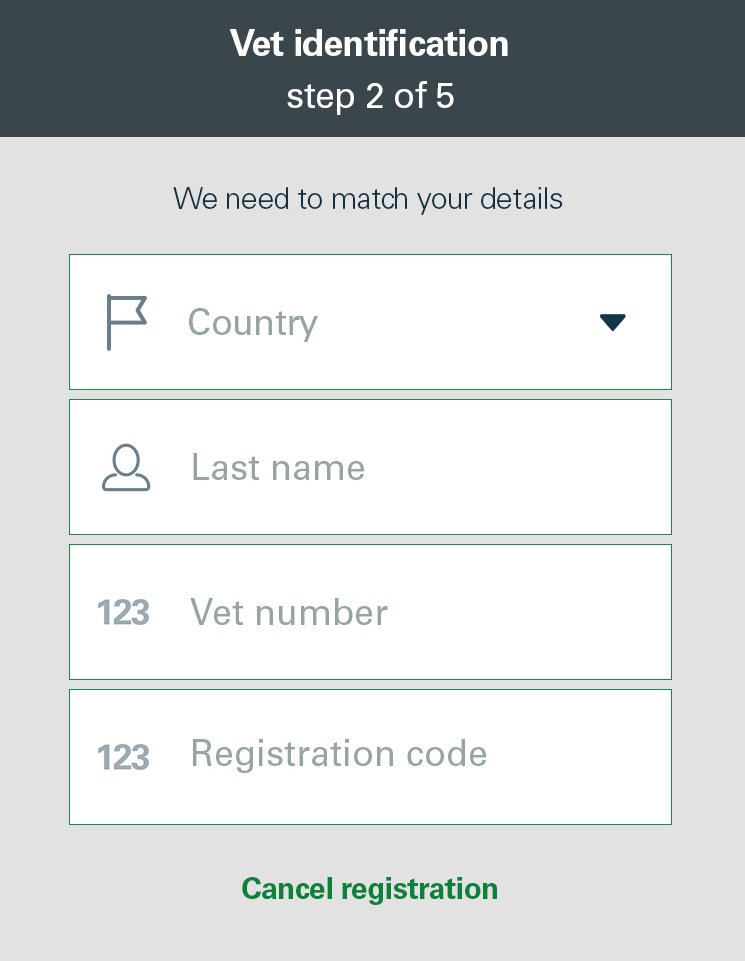 Vet identification
step 2 of 5
We need to match your details
Country
Last name
123 Vet number
123 Registration code
Cancel registration